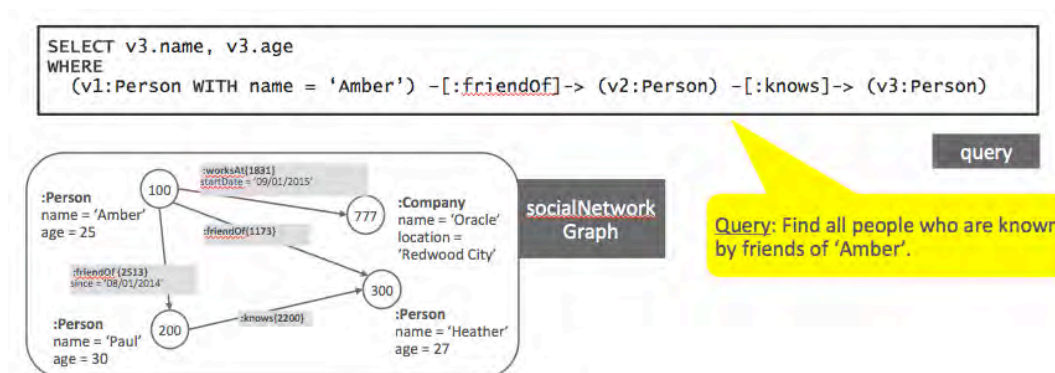 SELECT v3.name, v3.age
WHERE
(v1:Person WITH name = ‘Amber’) –[:friendOf]-> (v2:Person) –[:knows]-> (v3:Person)
query
:worksAt{1831}
startDate = ‘09/01/2015’
100
:Person
name = ‘Amber’
age = 25
777
:Company
name = ‘Oracle’
location =
‘Redwood City’
:friendOf{1173}
socialNetwork
Graph
Query: Find all people who are known
by friends of ‘Amber’.
:friendOf {2513}
since = ‘08/01/2014’
300
:Person
name = ‘Paul’
age = 30
200
:knows{2200}
:Person
name = ‘Heather’
age = 27